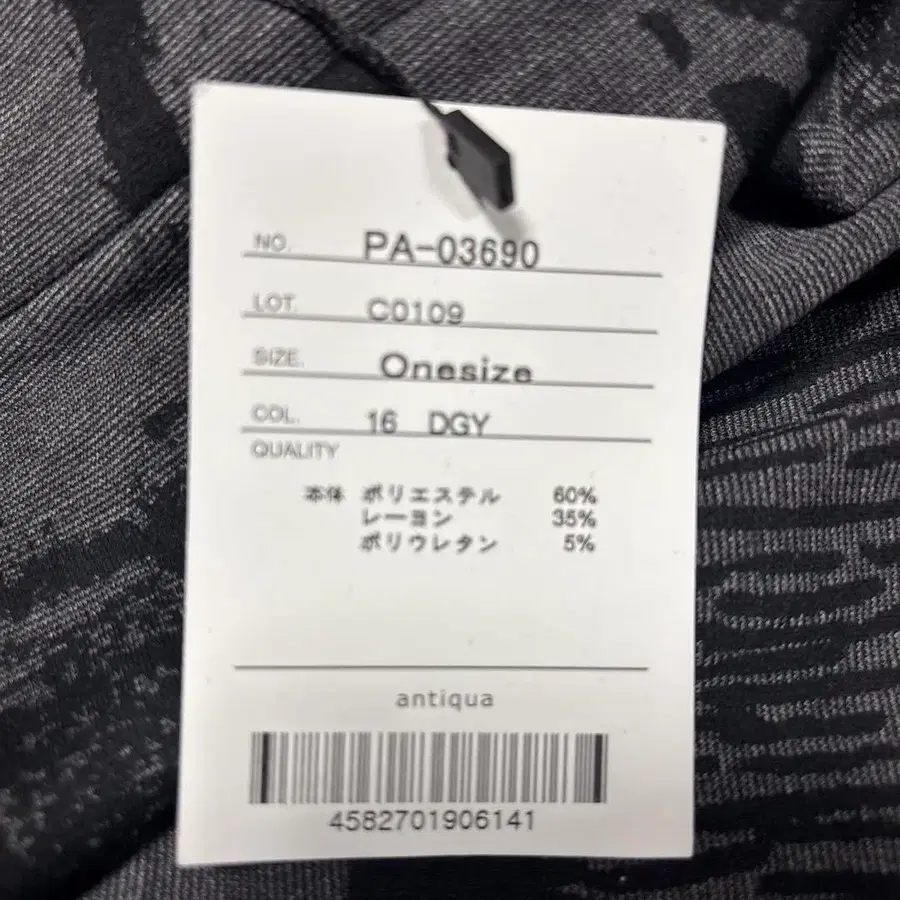 NO. PA-03690
LOT. C0109
SIZE. Onesize
COL. 16 DGY
QUALITY
本体 ポリエステル 60%
レーヨン 35%
ポリウレタン 5%
antiqua
4582701906141